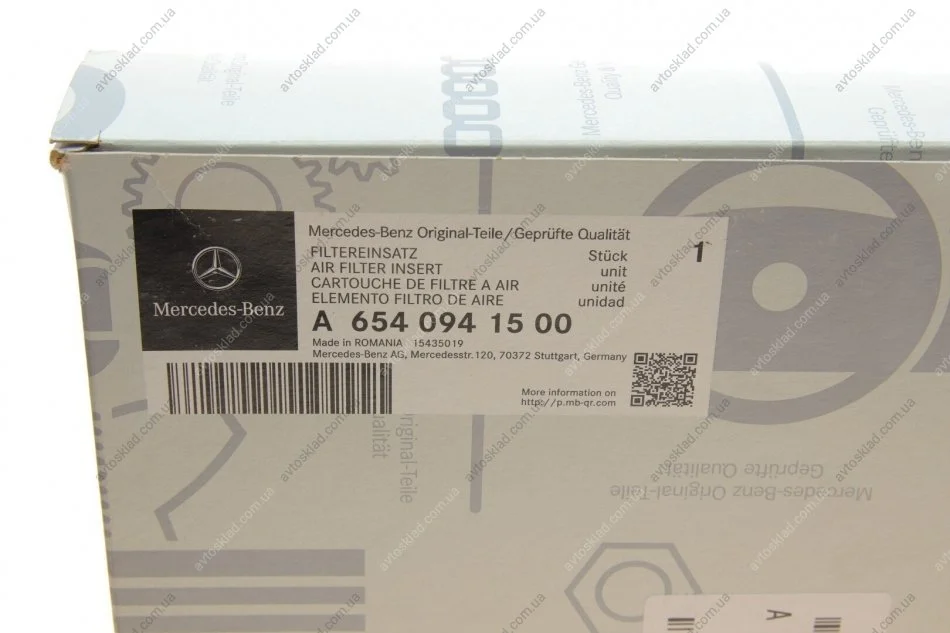 Mercedes-Benz Original-Teile/Geprüfte Qualität
FILTEREINSATZ
AIR FILTER INSERT
CARTOUCHE DE FILTRE A AIR
ELEMENTO FILTRO DE AIRE
Stück
unit
unité
unidad
1
Mercedes-Benz
A 654 094 15 00
Made in ROMANIA 15435019
Mercedes-Benz AG, Mercedesstr.120, 70372 Stuttgart, Germany
More information on
http://p.mb-qr.com
Original-Teile
Mercedes-Benz Original-Teile
Geprüfte Qualität
A
avtosklad.com.ua